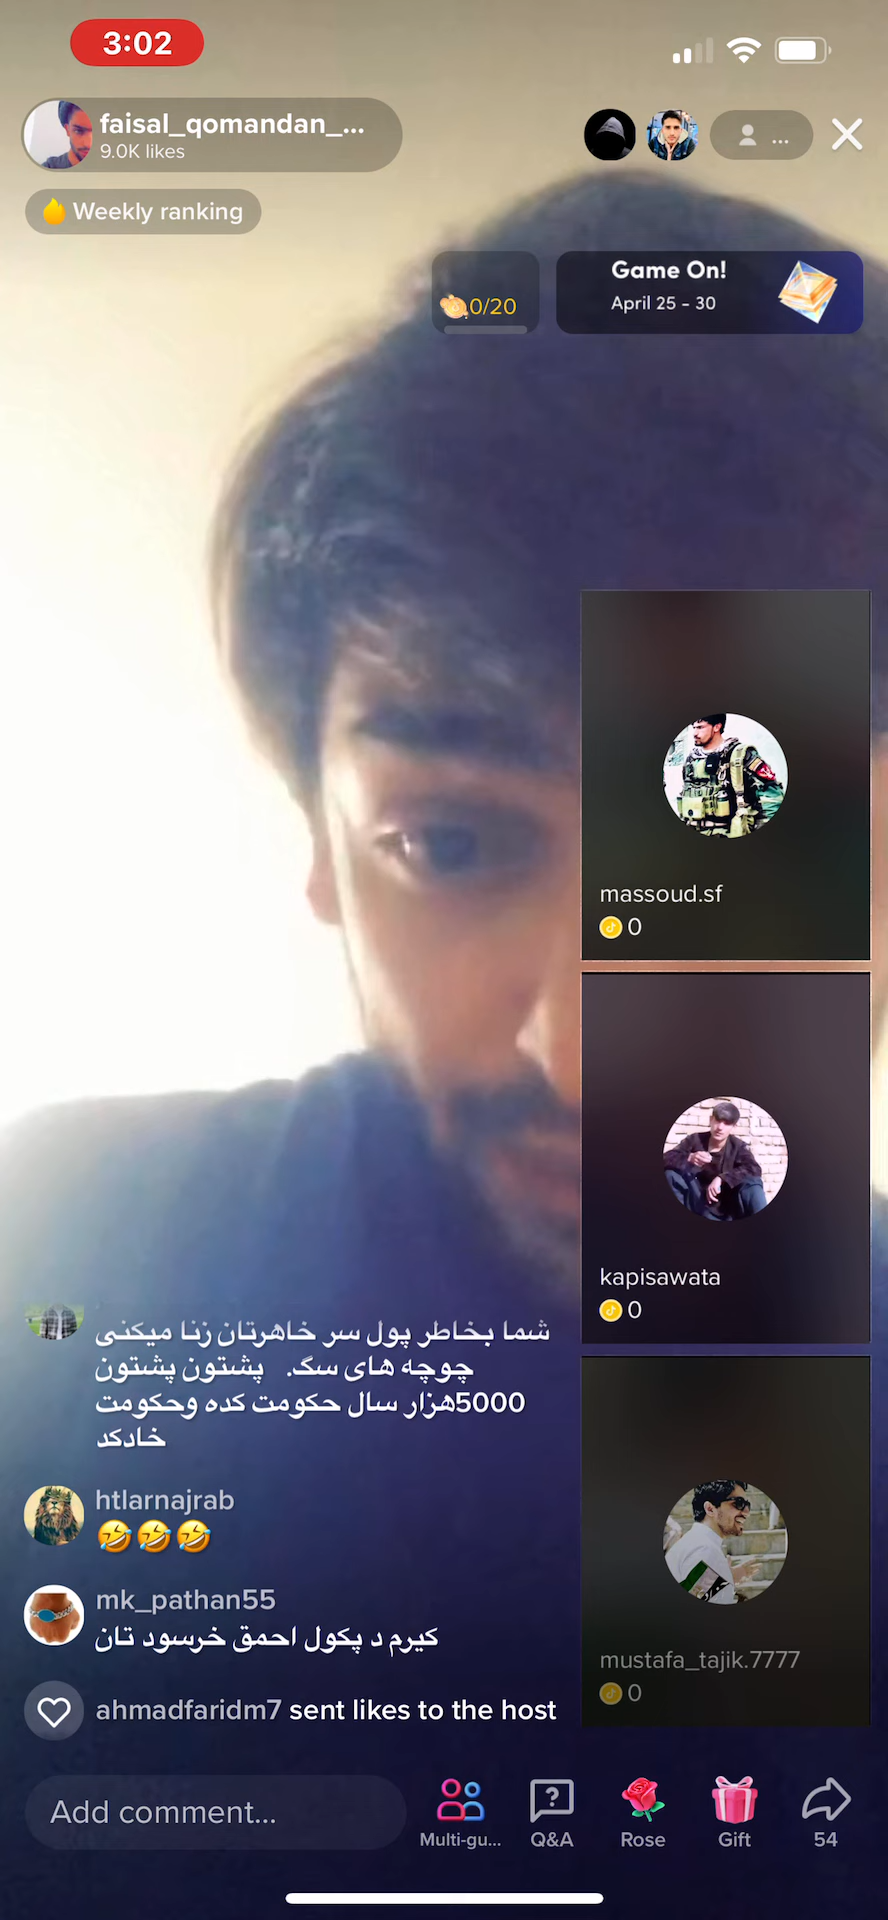 3:02
faisal_qomandan_...
9.0K likes
Weekly ranking
...
0/20
Game On!
April 25 - 30
massoud.sf
0
kapisawata
0
mustafa_tajik.7777
0
شما بخاطر پول سر خاهرتان زنا میکنی
چوچه های سگ. پشتون پشتون
5000هزار سال حکومت کده وحکومت
خادکد
htlarnajrab
🤣🤣🤣
mk_pathan55
کیرم د پکول احمق خرسود تان
ahmadfaridm7 sent likes to the host
Add comment...
Multi-gu...
Q&A
Rose
Gift
54